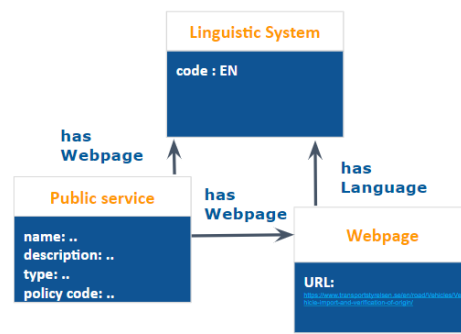 Linguistic System
code : EN
has
Webpage
has
Language
Public service
has
Webpage
name: ..
description: ..
type: ..
policy code: ..
Webpage
URL: